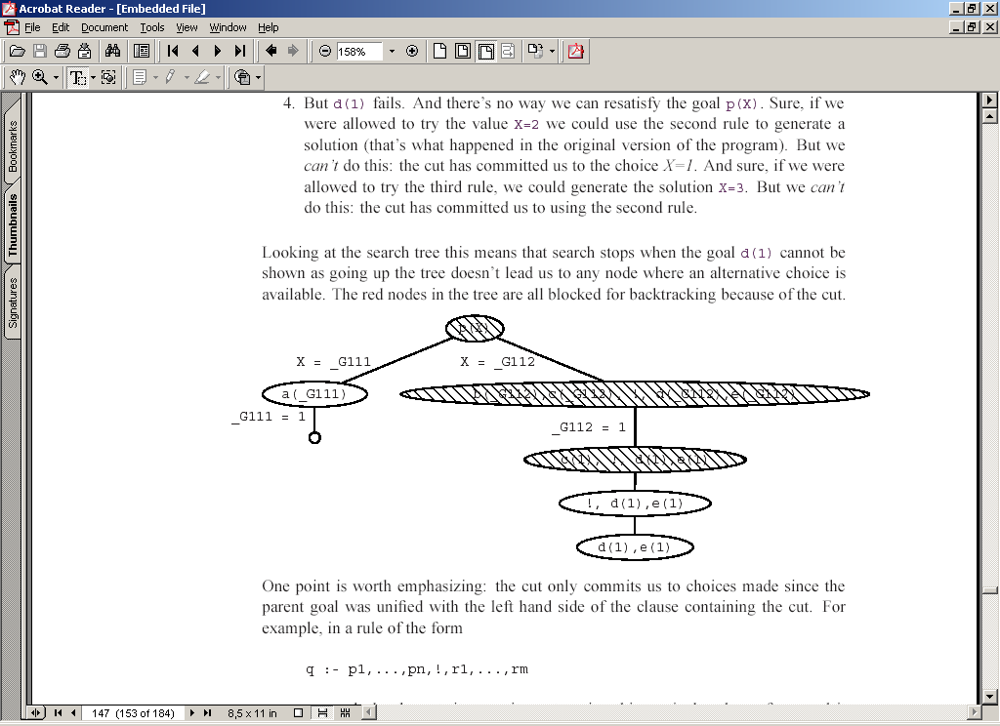 Acrobat Reader - [Embedded File]
File Edit Document Tools View Window Help
158%
Bookmarks
Thumbnails
Signatures
4. But d(1) fails. And there's no way we can resatisfy the goal p(X). Sure, if we
were allowed to try the value X=2 we could use the second rule to generate a
solution (that's what happened in the original version of the program). But we
can't do this: the cut has committed us to the choice X=1. And sure, if we were
allowed to try the third rule, we could generate the solution X=3. But we can't
do this: the cut has committed us to using the second rule.
Looking at the search tree this means that search stops when the goal d(1) cannot be
shown as going up the tree doesn't lead us to any node where an alternative choice is
available. The red nodes in the tree are all blocked for backtracking because of the cut.
p(X)
X = _G111
X = _G112
a(_G111)
b(_G112),c(_G112), !, d(_G112),e(_G112)
_G111 = 1
_G112 = 1
c(1), !, d(1),e(1)
!, d(1),e(1)
d(1),e(1)
One point is worth emphasizing: the cut only commits us to choices made since the
parent goal was unified with the left hand side of the clause containing the cut. For
example, in a rule of the form
q :- p1,...,pn,!,r1,...,rm
147 (153 of 184)
8,5 x 11 in